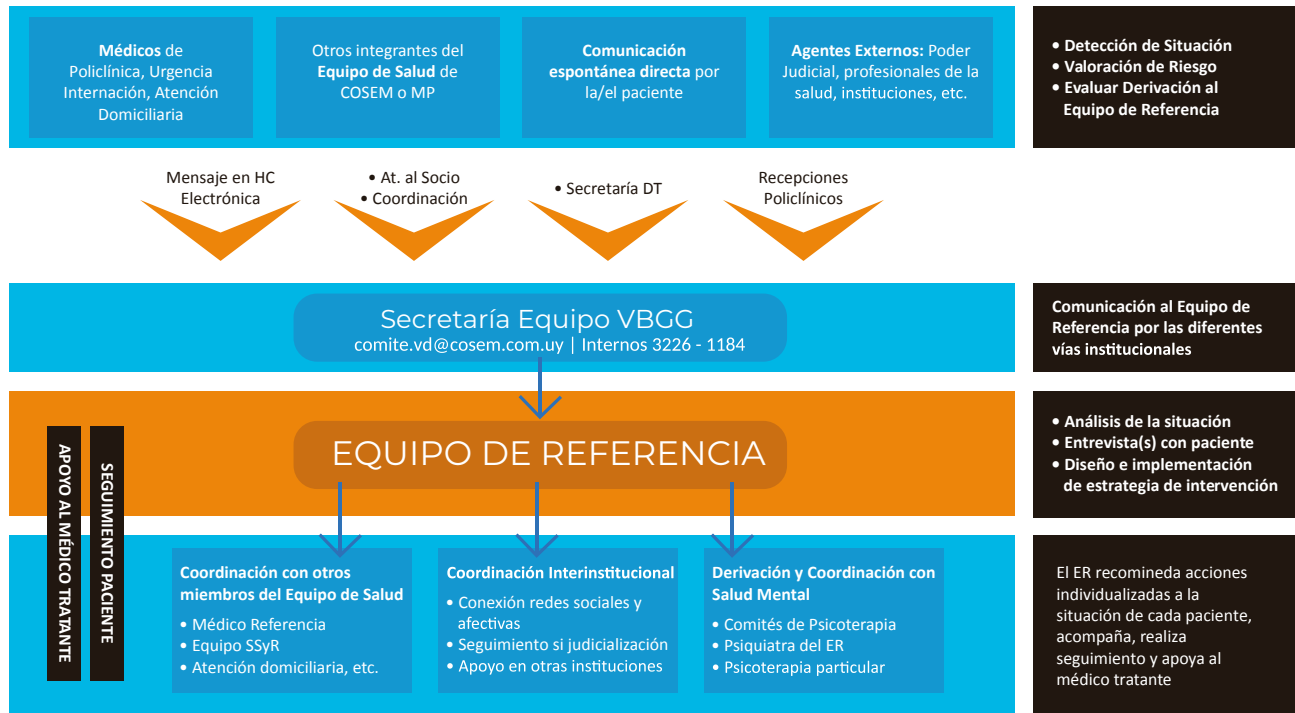 Médicos de
Policlínica, Urgencia
Internación, Atención
Domiciliaria
Otros integrantes del
Equipo de Salud de
COSEM o MP
Comunicación
espontánea directa por
la/el paciente
Agentes Externos: Poder
Judicial, profesionales de la
salud, instituciones, etc.
• Detección de Situación
• Valoración de Riesgo
• Evaluar Derivación al
Equipo de Referencia
Mensaje en HC
Electrónica
• At. al Socio
• Coordinación
• Secretaría DT
Recepciones
Policlínicos
Secretaría Equipo VBGG
comite.vd@cosem.com.uy | Internos 3226 - 1184
Comunicación al Equipo de
Referencia por las diferentes
vías institucionales
EQUIPO DE REFERENCIA
• Análisis de la situación
• Entrevista(s) con paciente
• Diseño e implementación
de estrategia de intervención
APOYO AL MÉDICO TRATANTE
SEGUIMIENTO PACIENTE
Coordinación con otros
miembros del Equipo de Salud
• Médico Referencia
• Equipo SSyR
• Atención domiciliaria, etc.
Coordinación Interinstitucional
• Conexión redes sociales y
afectivas
• Seguimiento si judicialización
• Apoyo en otras instituciones
Derivación y Coordinación con
Salud Mental
• Comités de Psicoterapia
• Psiquiatra del ER
• Psicoterapia particular
El ER recomineda acciones
individualizadas a la
situación de cada paciente,
acompaña, realiza
seguimiento y apoya al
médico tratante